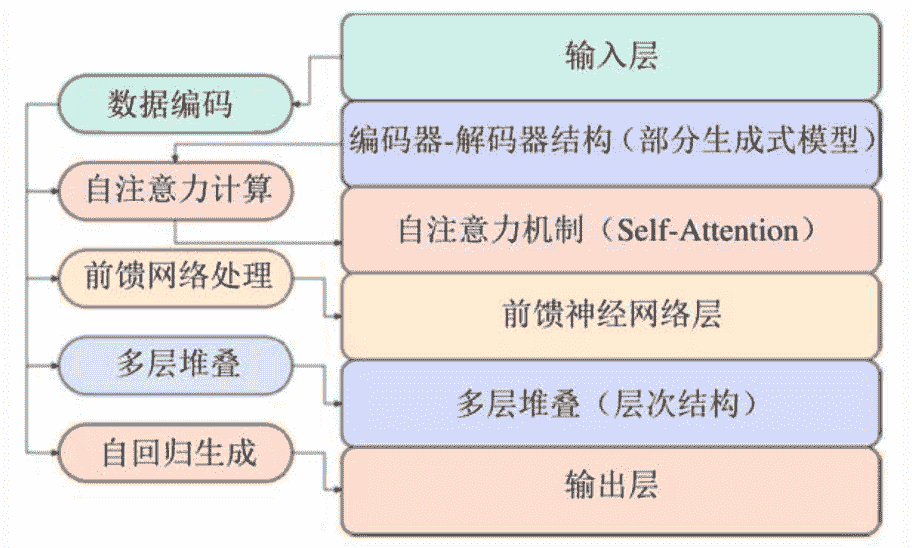 输入层
数据编码
编码器-解码器结构（部分生成式模型）
自注意力计算
自注意力机制（Self-Attention）
前馈网络处理
前馈神经网络层
多层堆叠
多层堆叠（层次结构）
自回归生成
输出层